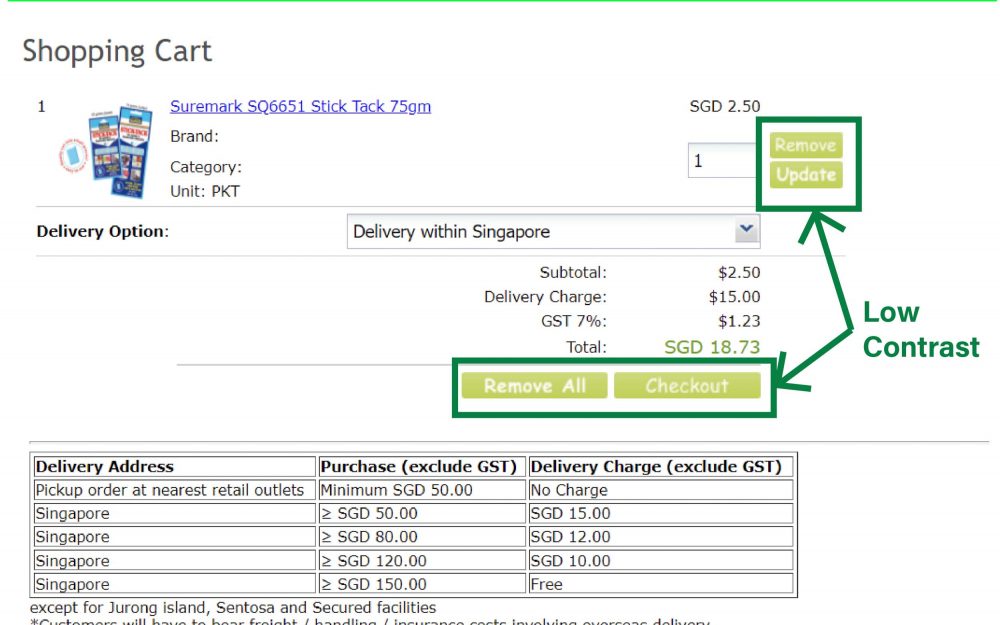 Shopping Cart
1
Suremark SQ6651 Stick Tack 75gm
SGD 2.50
Brand:
1
Remove
Category:
Update
Unit: PKT
Delivery Option:
Delivery within Singapore
Subtotal: $2.50
Delivery Charge: $15.00
GST 7%: $1.23
Total: SGD 18.73
Low
Contrast
Remove All
Checkout
Delivery Address Purchase (exclude GST) Delivery Charge (exclude GST)
Pickup order at nearest retail outlets Minimum SGD 50.00 No Charge
Singapore ≥ SGD 50.00 SGD 15.00
Singapore ≥ SGD 80.00 SGD 12.00
Singapore ≥ SGD 120.00 SGD 10.00
Singapore ≥ SGD 150.00 Free
except for Jurong island, Sentosa and Secured facilities
*Customers will have to bear freight / handling / insurance costs involving overseas delivery